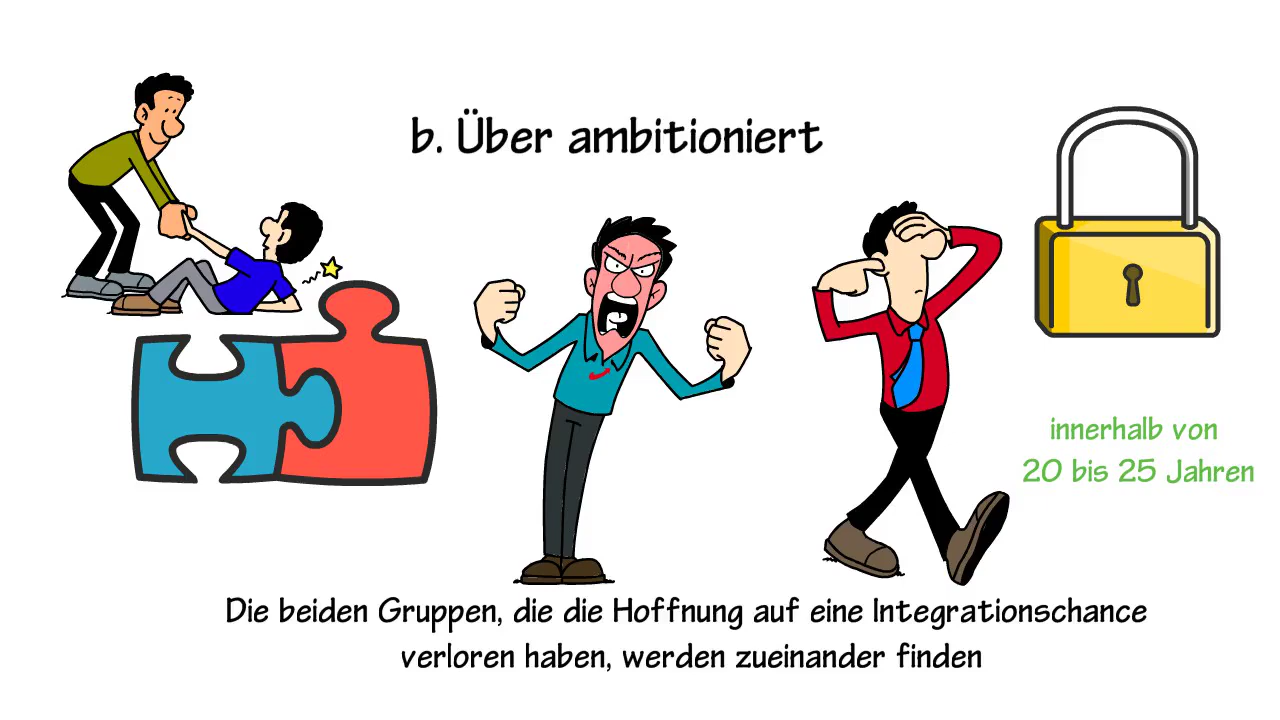 b. Über ambitioniert
innerhalb von
20 bis 25 Jahren
Die beiden Gruppen, die die Hoffnung auf eine Integrationschance
verloren haben, werden zueinander finden